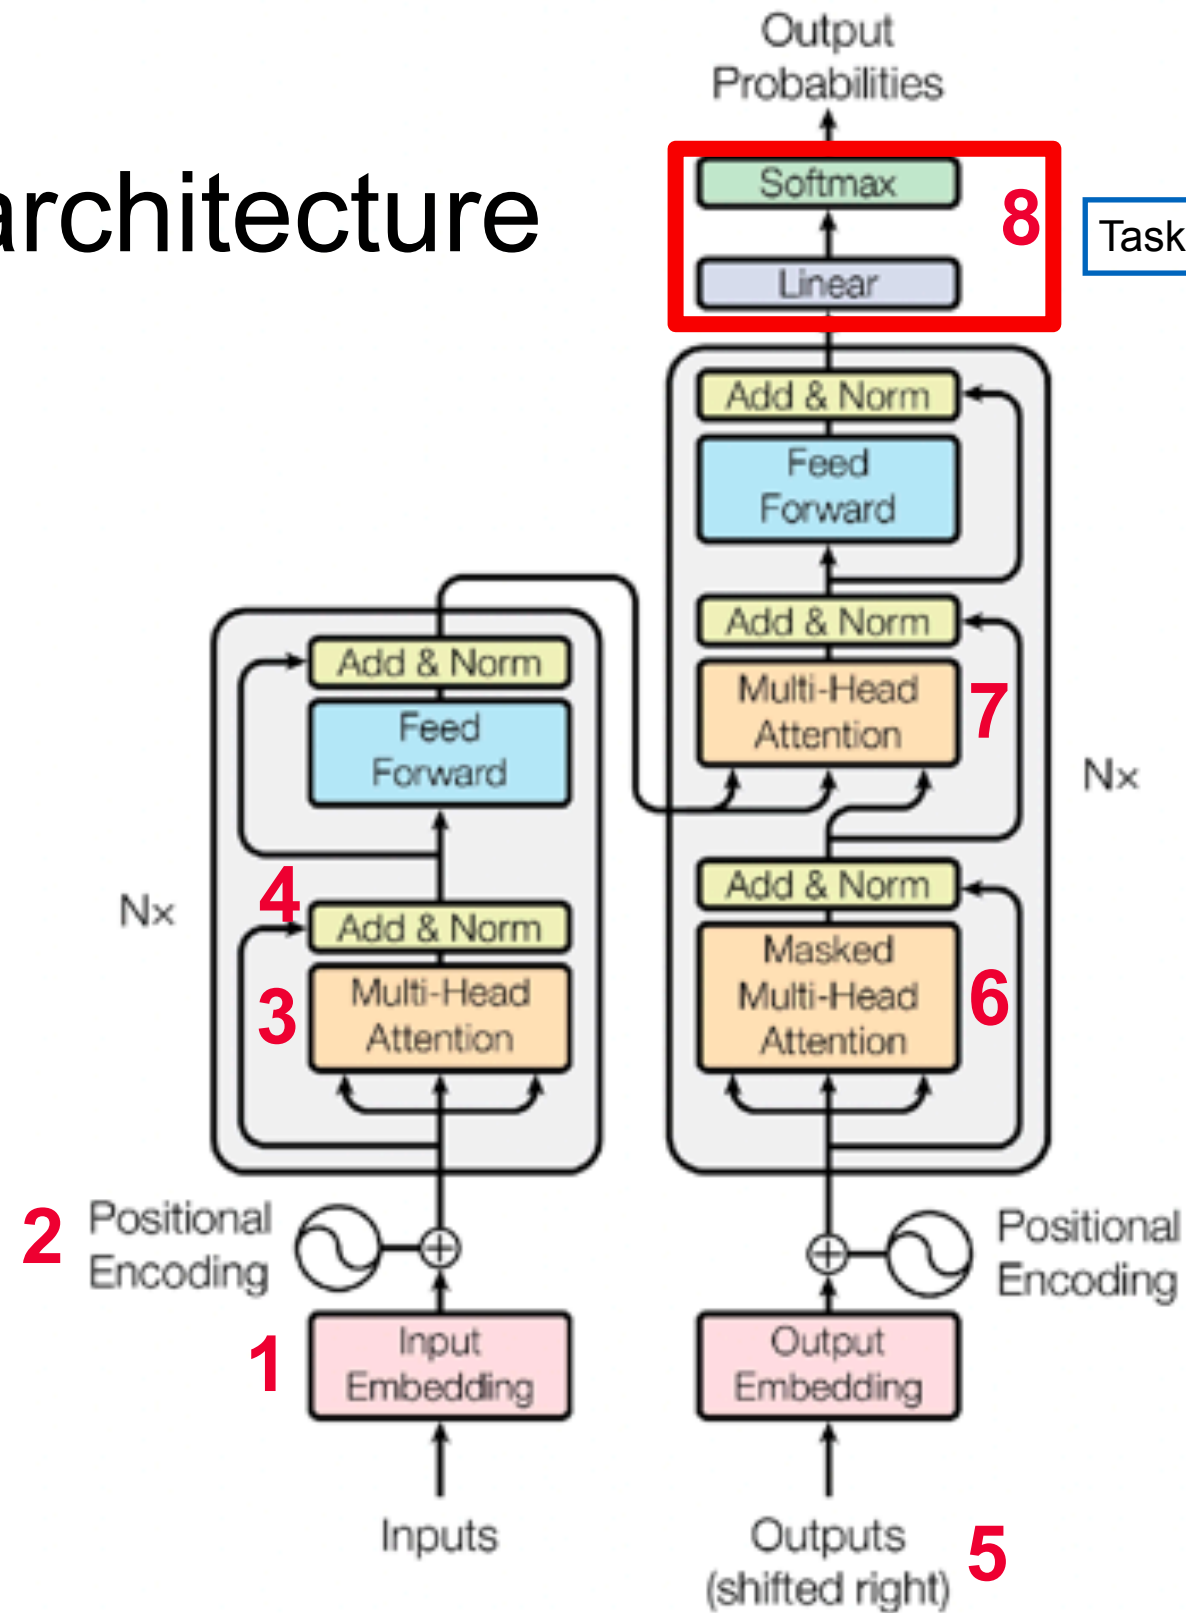 Output
Probabilities
architecture
Softmax
8
Task
Linear
Add & Norm
Feed
Forward
Add & Norm
Multi-Head
Attention
7
Nx
Add & Norm
Masked
Multi-Head
Attention
6
Add & Norm
Feed
Forward
4
Nx
Add & Norm
3
Multi-Head
Attention
2
Positional
Encoding
Positional
Encoding
1
Input
Embedding
Output
Embedding
Inputs
Outputs
(shifted right)
5